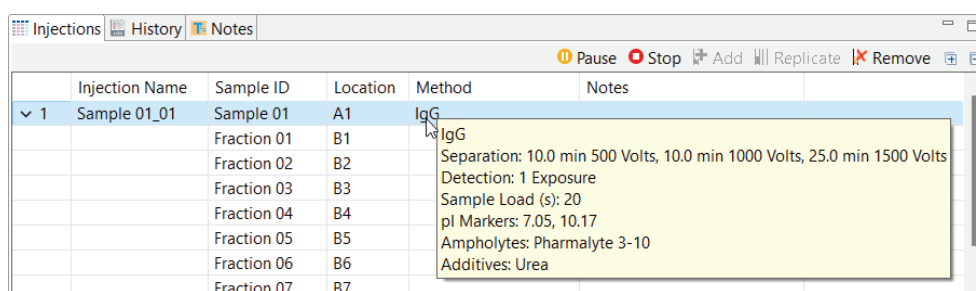 Injections History Notes
Pause Stop Add Replicate Remove
Injection Name Sample ID Location Method Notes
1 Sample 01_01 Sample 01 A1 IgG
Fraction 01 B1
IgG
Fraction 02 B2
Separation: 10.0 min 500 Volts, 10.0 min 1000 Volts, 25.0 min 1500 Volts
Detection: 1 Exposure
Fraction 03 B3
Sample Load (s): 20
Fraction 04 B4
pI Markers: 7.05, 10.17
Fraction 05 B5
Ampholytes: Pharmalyte 3-10
Fraction 06 B6
Additives: Urea
Fraction 07 B7